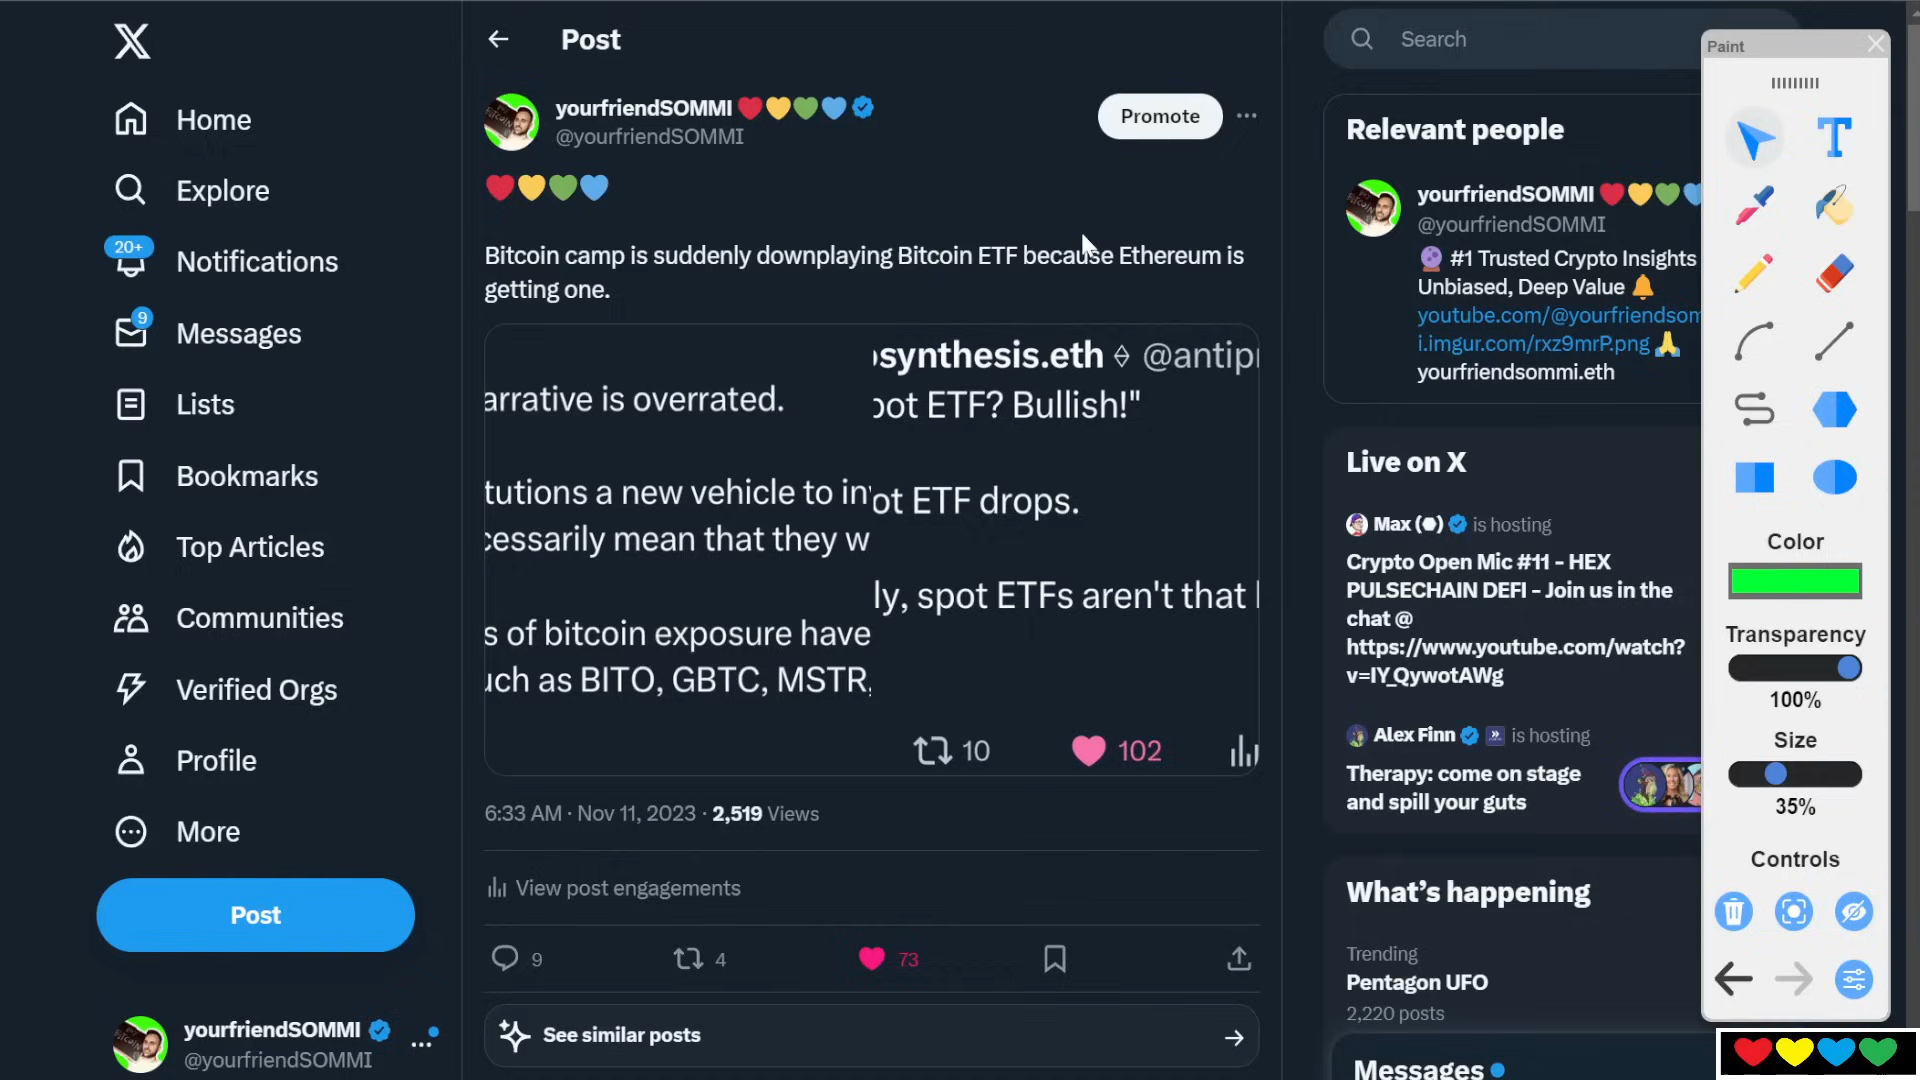 Home
Explore
20+
Notifications
9
Messages
Lists
Bookmarks
Top Articles
Communities
Verified Orgs
Profile
More
Post
yourfriendSOMMI
@yourfriendSOMMI
Post
yourfriendSOMMI
@yourfriendSOMMI
Promote
Bitcoin camp is suddenly downplaying Bitcoin ETF because Ethereum is
getting one.
arrative is overrated.
tutions a new vehicle to in
cessarily mean that they w
s of bitcoin exposure have
uch as BITO, GBTC, MSTR,
osynthesis.eth @antipr
pot ETF? Bullish!"
ot ETF drops.
ly, spot ETFs aren't that
10 102
6:33 AM · Nov 11, 2023 · 2,519 Views
View post engagements
9 4 73
See similar posts
Search
Relevant people
yourfriendSOMMI
@yourfriendSOMMI
#1 Trusted Crypto Insights
Unbiased, Deep Value
youtube.com/@yourfriendsom
i.imgur.com/rxz9mrP.png
yourfriendsommi.eth
Live on X
Max is hosting
Crypto Open Mic #11 - HEX
PULSECHAIN DEFI - Join us in the
chat @
https://www.youtube.com/watch?
v=IY_QywotAWg
Alex Finn is hosting
Therapy: come on stage
and spill your guts
What's happening
Trending
Pentagon UFO
2,220 posts
Messages
Paint
T
Color
Transparency
100%
Size
35%
Controls